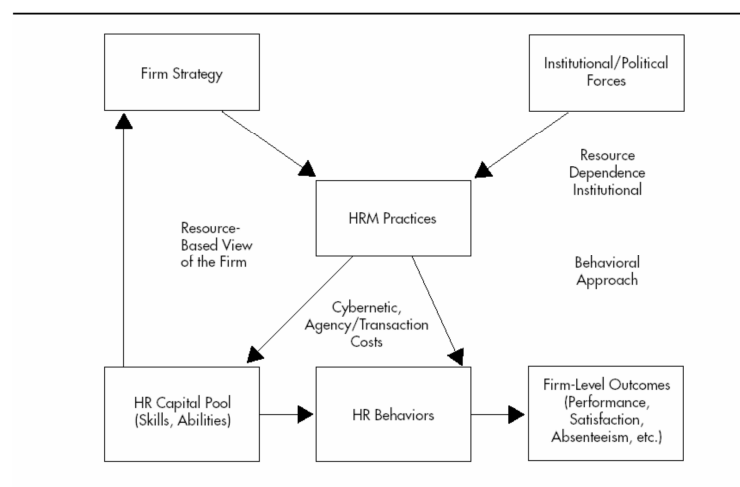 Firm Strategy
Institutional/Political
Forces
Resource
Dependence
Institutional
HRM Practices
Resource-
Based View
of the Firm
Behavioral
Approach
Cybernetic,
Agency/Transaction
Costs
HR Capital Pool
(Skills, Abilities)
HR Behaviors
Firm-Level Outcomes
(Performance,
Satisfaction,
Absenteeism, etc.)